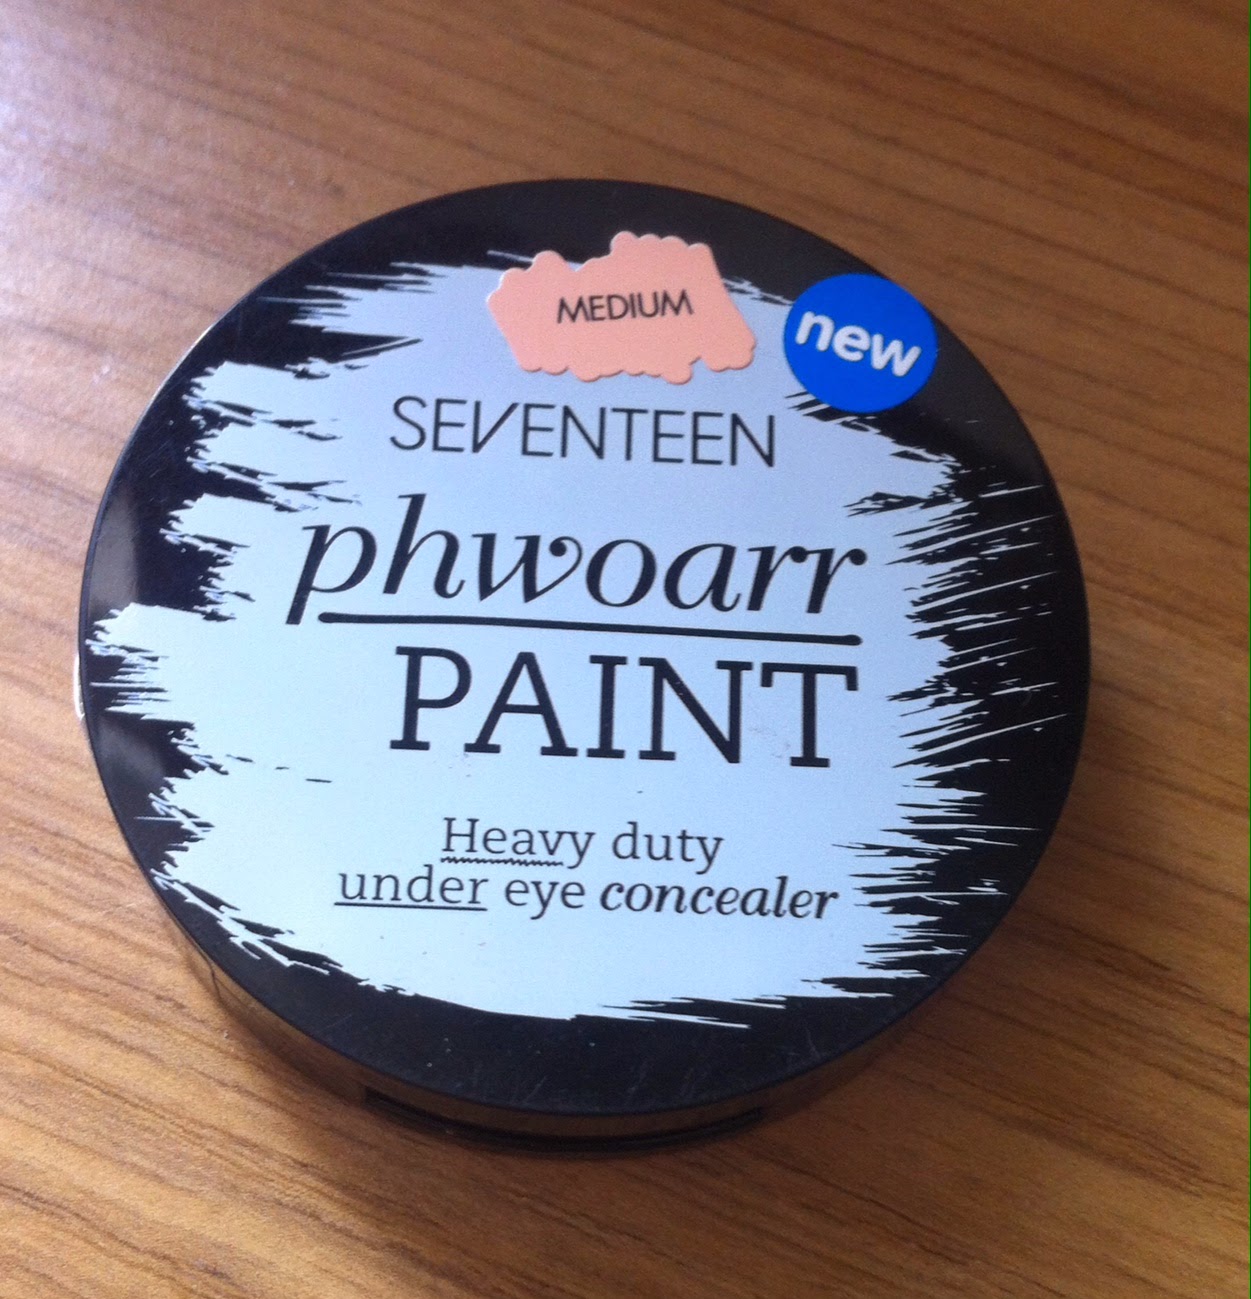 MEDIUM
new
SEVENTEEN
phwoarr
PAINT
Heavy duty
under eye concealer